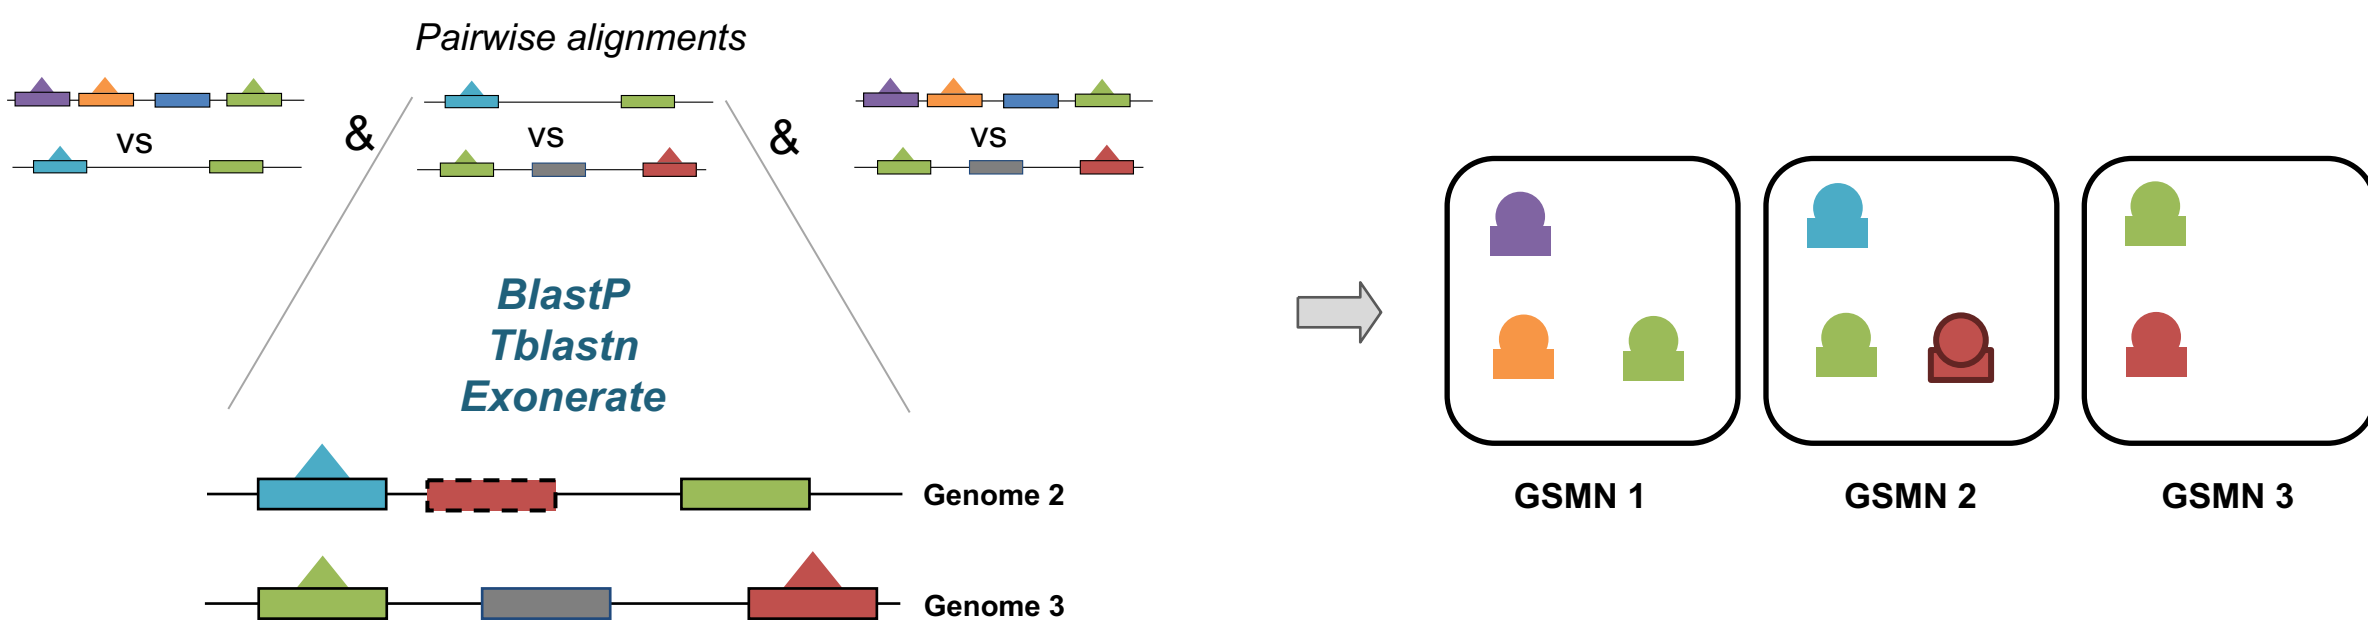 Pairwise alignments
vs
&
vs
&
vs
BlastP
Tblastn
Exonerate
Genome 2
Genome 3
GSMN 1
GSMN 2
GSMN 3